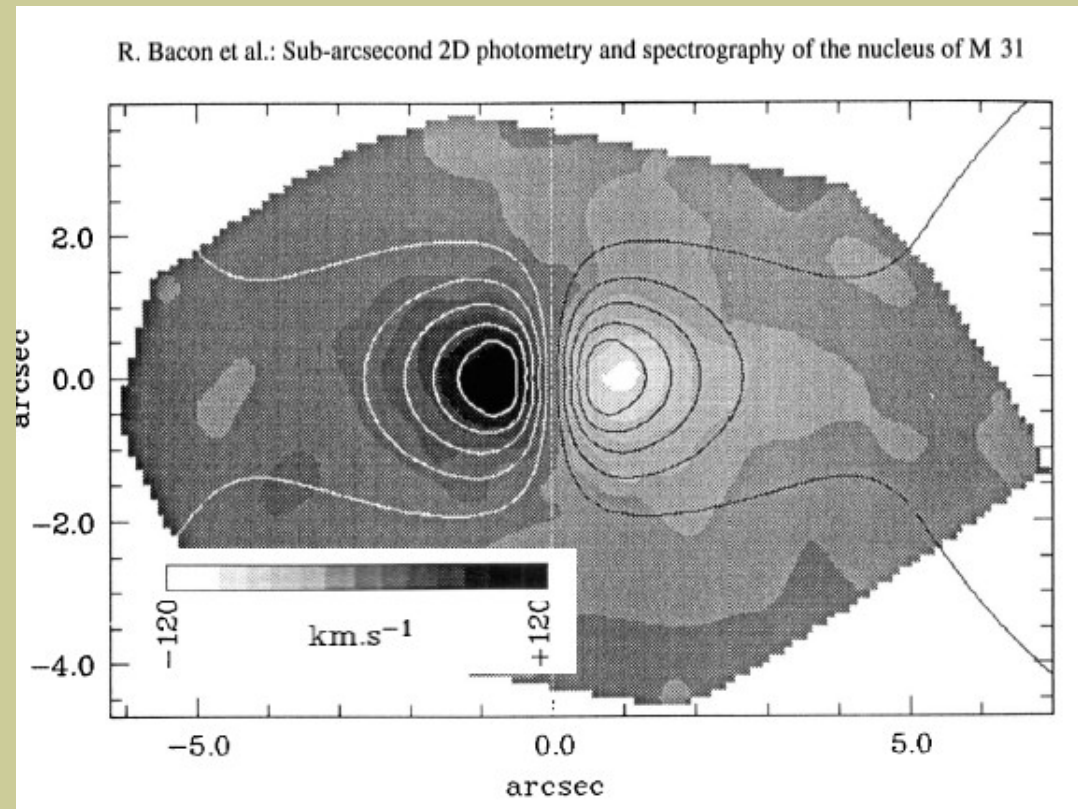 R. Bacon et al.: Sub-arcsecond 2D photometry and spectrography of the nucleus of M 31
2.0
0.0
−2.0
−4.0
arcsec
−120
km.s−1
+120
−5.0
0.0
5.0
arcsec